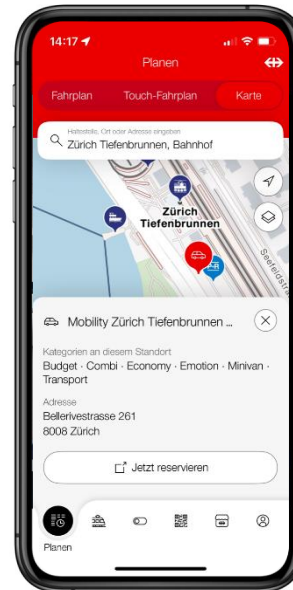 14:17
Planen
Fahrplan
Touch-Fahrplan
Karte
Haltestelle, Ort oder Adresse eingeben
Zürich Tiefenbrunnen, Bahnhof
Zürich
Tiefenbrunnen
Seefeldstra
Mobility Zürich Tiefenbrunnen ...
Kategorien an diesem Standort
Budget · Combi · Economy · Emotion · Minivan ·
Transport
Adresse
Bellerivestrasse 261
8008 Zürich
Jetzt reservieren
Planen